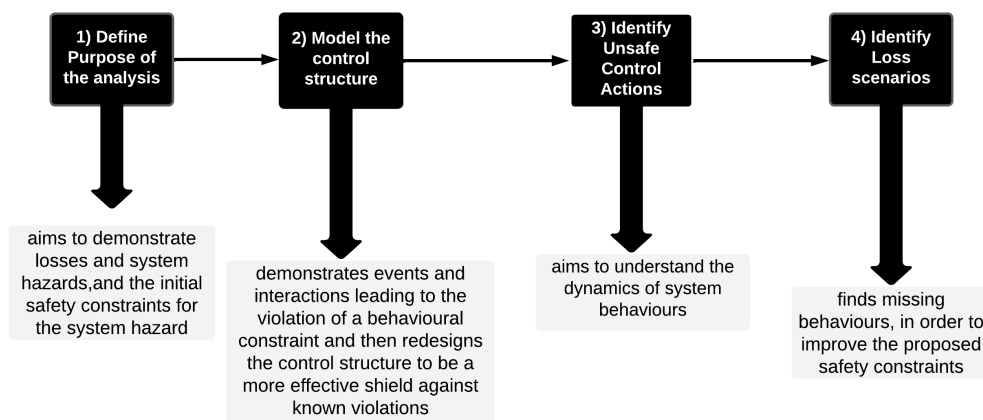 1) Define
Purpose of
the analysis
2) Model the
control
structure
3) Identify
Unsafe
Control
Actions
4) Identify
Loss
scenarios
aims to demonstrate
losses and system
hazards,and the initial
safety constraints for
the system hazard
demonstrates events and
interactions leading to the
violation of a behavioural
constraint and then redesigns
the control structure to be a
more effective shield against
known violations
aims to understand the
dynamics of system
behaviours
finds missing
behaviours, in order to
improve the proposed
safety constraints